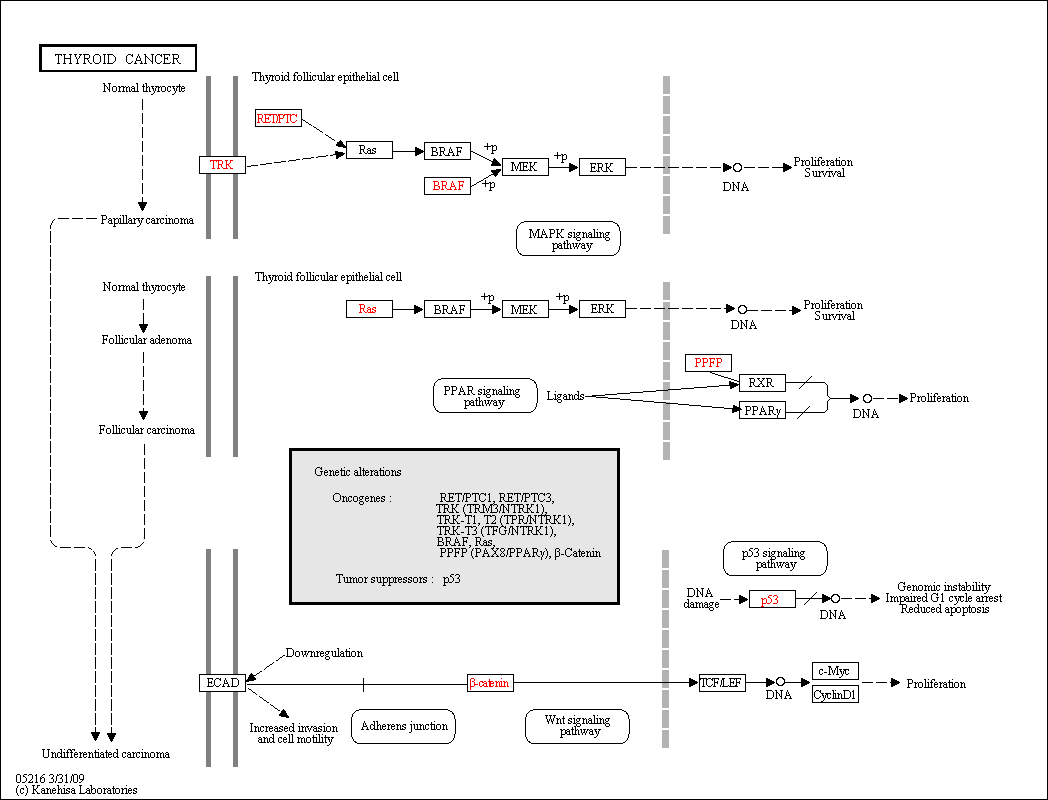 THYROID CANCER
Normal thyrocyte
Thyroid follicular epithelial cell
RET/PTC
TRK
Ras
BRAF
+p
BRAF
+p
MEK
+p
ERK
DNA
Proliferation
Survival
Papillary carcinoma
MAPK signaling
pathway
Normal thyrocyte
Thyroid follicular epithelial cell
Ras
BRAF
+p
MEK
+p
ERK
DNA
Proliferation
Survival
Follicular adenoma
PPFP
PPAR signaling
pathway
Ligands
RXR
PPARγ
DNA
Proliferation
Follicular carcinoma
Genetic alterations
Oncogenes : RET/PTC1, RET/PTC3,
TRK (TRM3/NTRK1),
TRK-T1, T2 (TPR/NTRK1),
TRK-T3 (TFG/NTRK1),
BRAF, Ras,
PPFP (PAX8/PPARγ), β-Catenin
Tumor suppressors : p53
p53 signaling
pathway
DNA
damage
p53
DNA
Genomic instability
Impaired G1 cycle arrest
Reduced apoptosis
Downregulation
ECAD
β-catenin
TCF/LEF
DNA
c-Myc
CyclinD1
Proliferation
Increased invasion
and cell motility
Adherens junction
Wnt signaling
pathway
Undifferentiated carcinoma
05216 3/31/09
(c) Kanehisa Laboratories